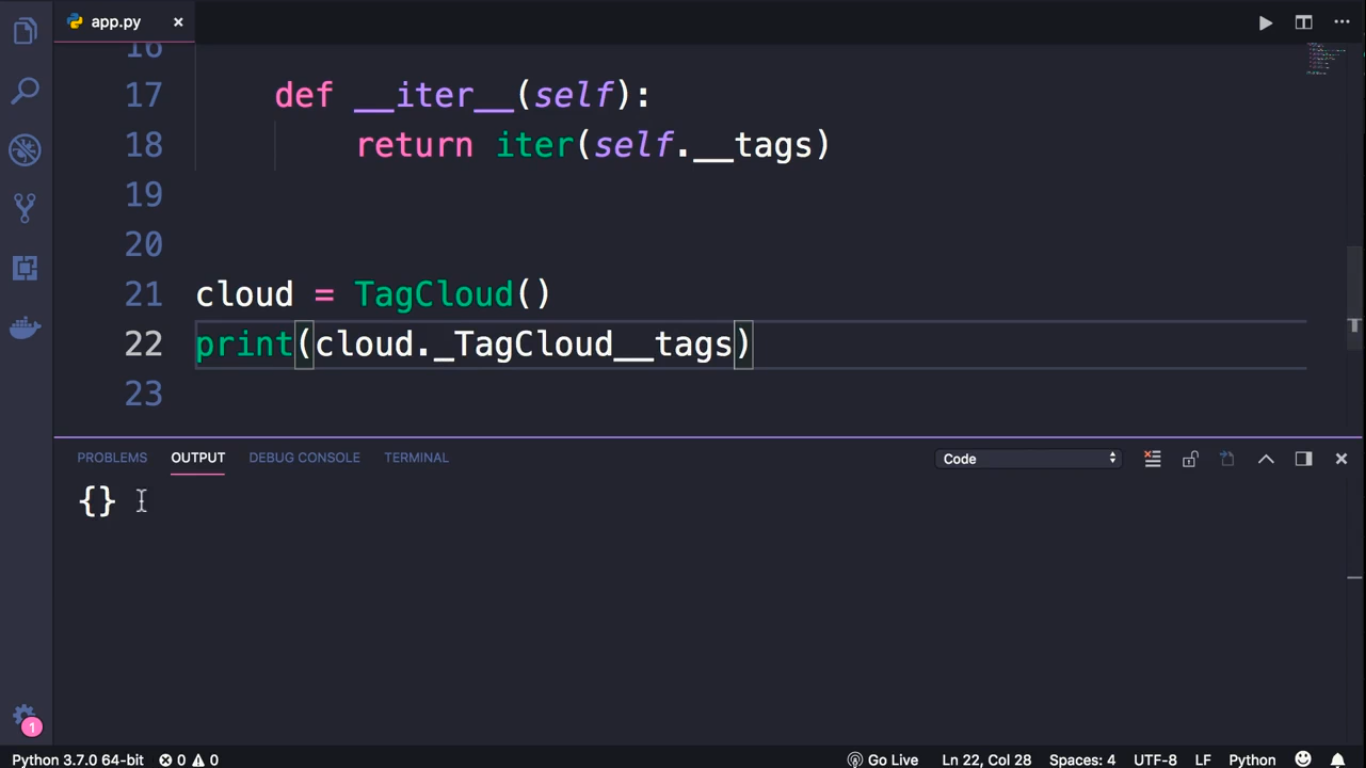 app.py
16
17 def __iter__(self):
18 return iter(self.__tags)
19
20
21 cloud = TagCloud()
22 print(cloud._TagCloud__tags)
23
PROBLEMS OUTPUT DEBUG CONSOLE TERMINAL Code
{}
1
Python 3.7.0 64-bit 0 0 Go Live Ln 22, Col 28 Spaces: 4 UTF-8 LF Python